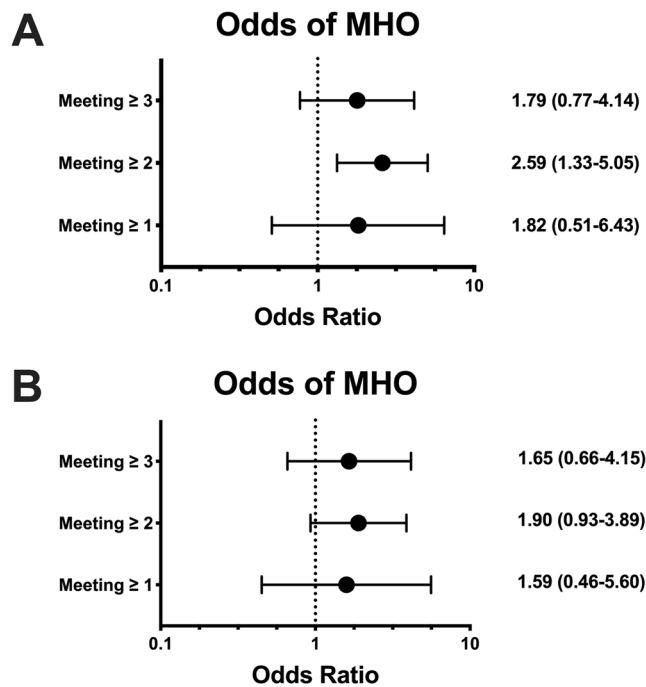 A
Odds of MHO
Meeting ≥ 3 1.79 (0.77-4.14)
Meeting ≥ 2 2.59 (1.33-5.05)
Meeting ≥ 1 1.82 (0.51-6.43)
0.1 1 10
Odds Ratio
B
Odds of MHO
Meeting ≥ 3 1.65 (0.66-4.15)
Meeting ≥ 2 1.90 (0.93-3.89)
Meeting ≥ 1 1.59 (0.46-5.60)
0.1 1 10
Odds Ratio